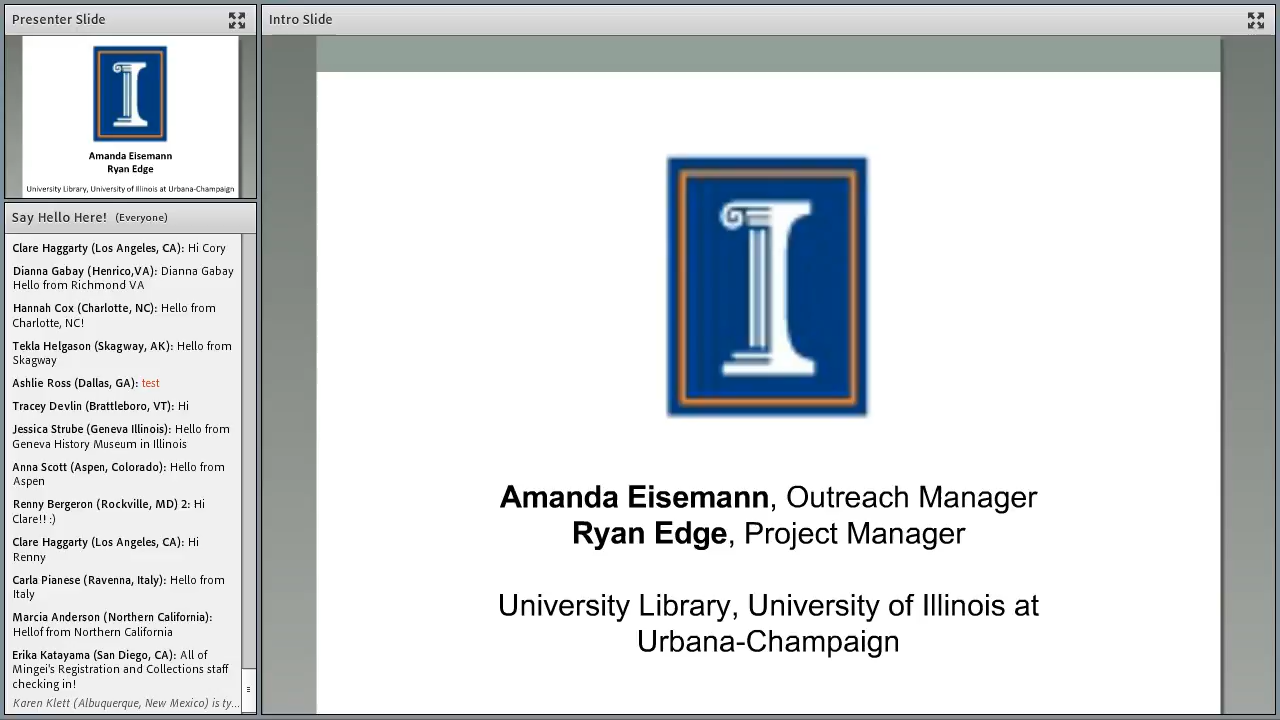 Presenter Slide
Amanda Eisemann
Ryan Edge
University Library, University of Illinois at Urbana-Champaign
Say Hello Here! (Everyone)
Clare Haggarty (Los Angeles, CA): Hi Cory
Dianna Gabay (Henrico,VA): Dianna Gabay
Hello from Richmond VA
Hannah Cox (Charlotte, NC): Hello from
Charlotte, NC!
Tekla Helgason (Skagway, AK): Hello from
Skagway
Ashlie Ross (Dallas, GA): test
Tracey Devlin (Brattleboro, VT): Hi
Jessica Strube (Geneva Illinois): Hello from
Geneva History Museum in Illinois
Anna Scott (Aspen, Colorado): Hello from
Aspen
Renny Bergeron (Rockville, MD) 2: Hi
Clare!! :)
Clare Haggarty (Los Angeles, CA): Hi
Renny
Carla Pianese (Ravenna, Italy): Hello from
Italy
Marcia Anderson (Northern California):
Hellof from Northern California
Erika Katayama (San Diego, CA): All of
Mingei's Registration and Collections staff
checking in!
Karen Klett (Albuquerque, New Mexico) is ty...
Intro Slide
I
Amanda Eisemann, Outreach Manager
Ryan Edge, Project Manager
University Library, University of Illinois at
Urbana-Champaign